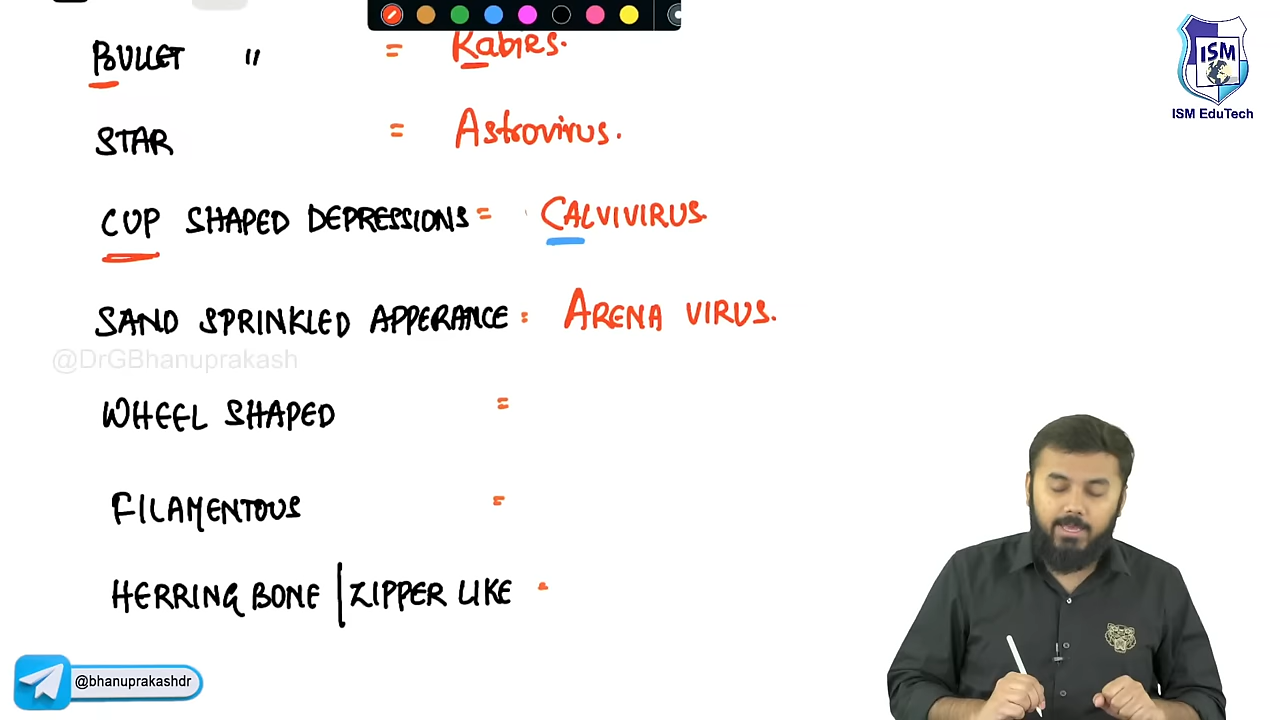 ISM
ISM EduTech
BULLET " = Rabies.
STAR = Astrovirus.
CUP SHAPED DEPRESSIONS = CALVIVIRUS.
SAND SPRINKLED APPERANCE = ARENA VIRUS.
@DrGBhanuprakash
WHEEL SHAPED =
FILAMENTOUS =
HERRING BONE | ZIPPER LIKE =
@bhanuprakashdr